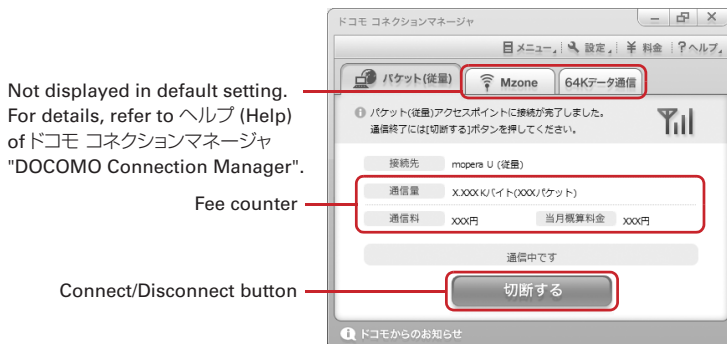 ドコモ コネクションマネージャ
メニュー 設定 ¥ 料金 ?ヘルプ
パケット(従量) Mzone 64Kデータ通信
Not displayed in default setting.
For details, refer to ヘルプ (Help)
of ドコモ コネクションマネージャ
"DOCOMO Connection Manager".
パケット(従量)アクセスポイントに接続が完了しました。
通信終了には[切断する]ボタンを押してください。
接続先 mopera U (従量)
Fee counter
通信量 X.XXX Kバイト(XXXパケット)
通信料 XXX円 当月概算料金 XXX円
通信中です
Connect/Disconnect button
切断する
ドコモからのお知らせ